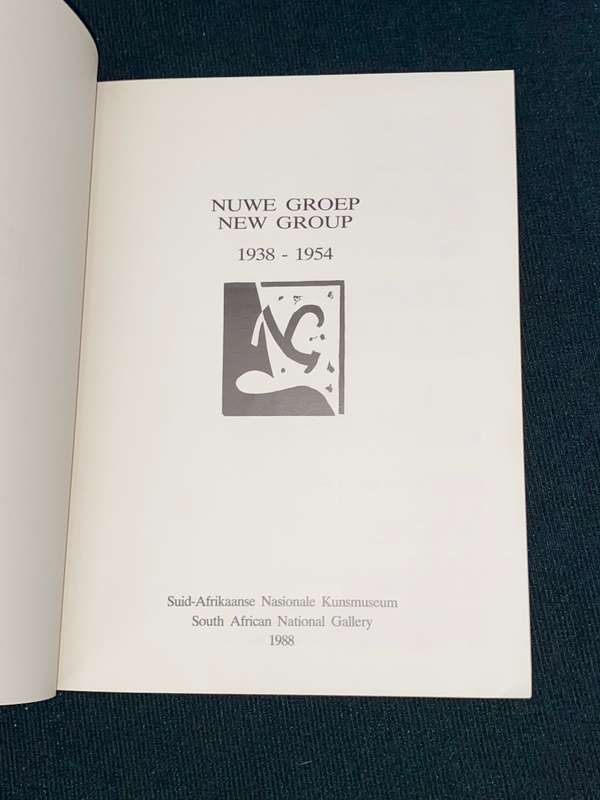 NUWE GROEP
NEW GROUP
1938 - 1954
Suid-Afrikaanse Nasionale Kunsmuseum
South African National Gallery
1988